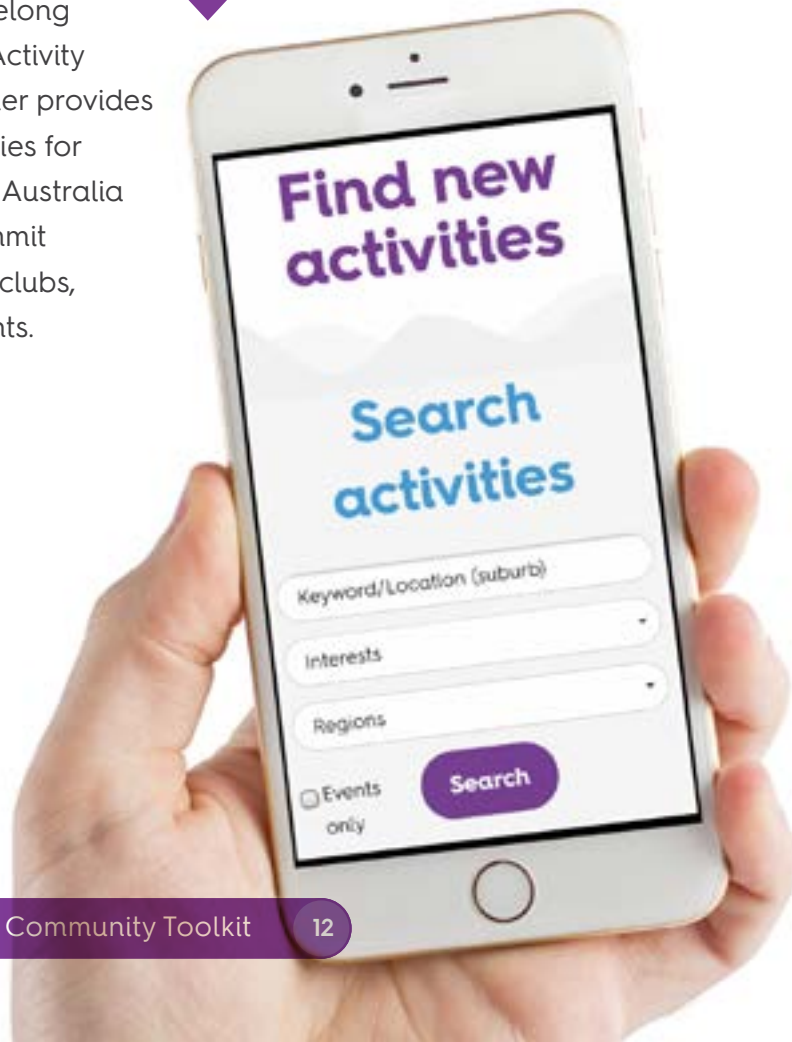 elong
Activity
er provides
ies for
Australia
mit
clubs,
ts.
Find new
activities
Search
activities
Keyword/Location (suburb)
Interests
Regions
Events
only
Search
Community Toolkit 12